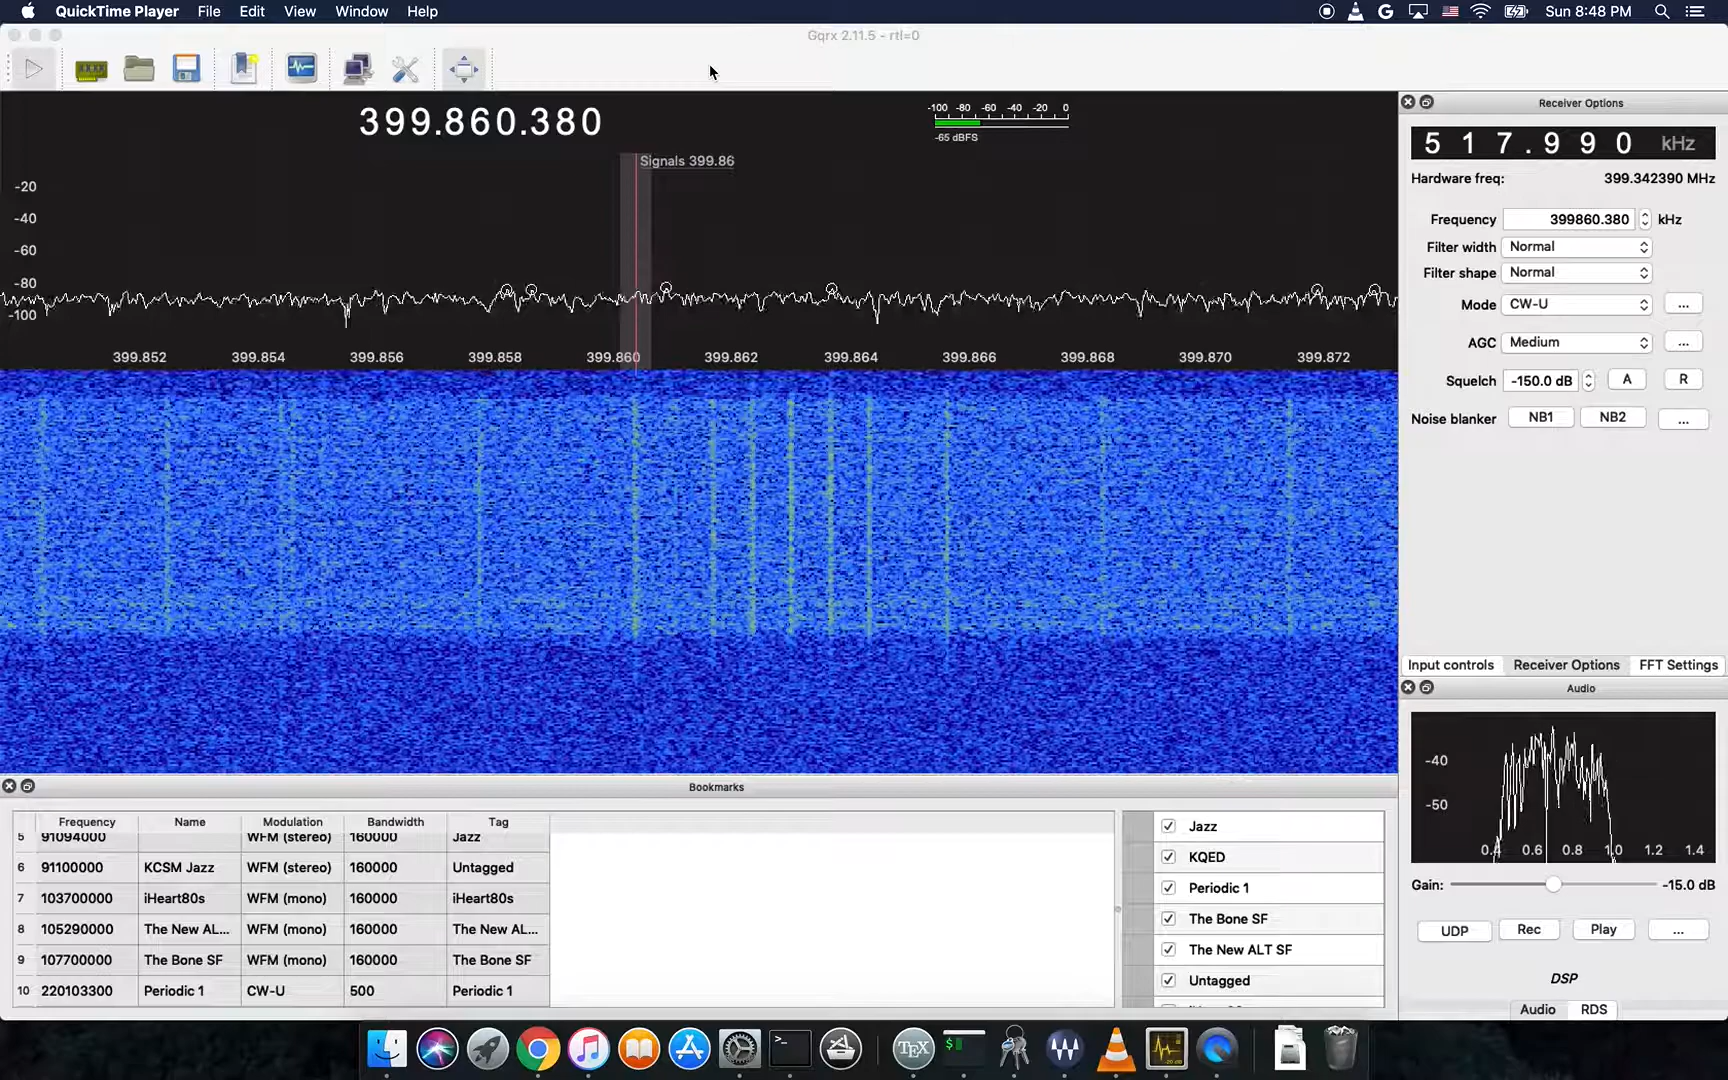 QuickTime Player File Edit View Window Help Sun 8:48 PM
Gqrx 2.11.5 - rtl=0
399.860.380
-100 -80 -60 -40 -20 0
-65 dBFS
Signals 399.86
-20
-40
-60
-80
-100
399.852 399.854 399.856 399.858 399.860 399.862 399.864 399.866 399.868 399.870 399.872
Receiver Options
517.990 kHz
Hardware freq: 399.342390 MHz
Frequency 399860.380 kHz
Filter width Normal
Filter shape Normal
Mode CW-U ...
AGC Medium ...
Squelch -150.0 dB A R
Noise blanker NB1 NB2 ...
Input controls Receiver Options FFT Settings
Audio
-40
-50
0.4 0.6 0.8 1.0 1.2 1.4
Gain: -15.0 dB
UDP Rec Play ...
DSP
Audio RDS
Bookmarks
Frequency Name Modulation Bandwidth Tag
5 91094000 WFM (stereo) 160000 Jazz
6 91100000 KCSM Jazz WFM (stereo) 160000 Untagged
7 103700000 iHeart80s WFM (mono) 160000 iHeart80s
8 105290000 The New AL... WFM (mono) 160000 The New AL...
9 107700000 The Bone SF WFM (mono) 160000 The Bone SF
10 220103300 Periodic 1 CW-U 500 Periodic 1
Jazz
KQED
Periodic 1
The Bone SF
The New ALT SF
Untagged
TEX